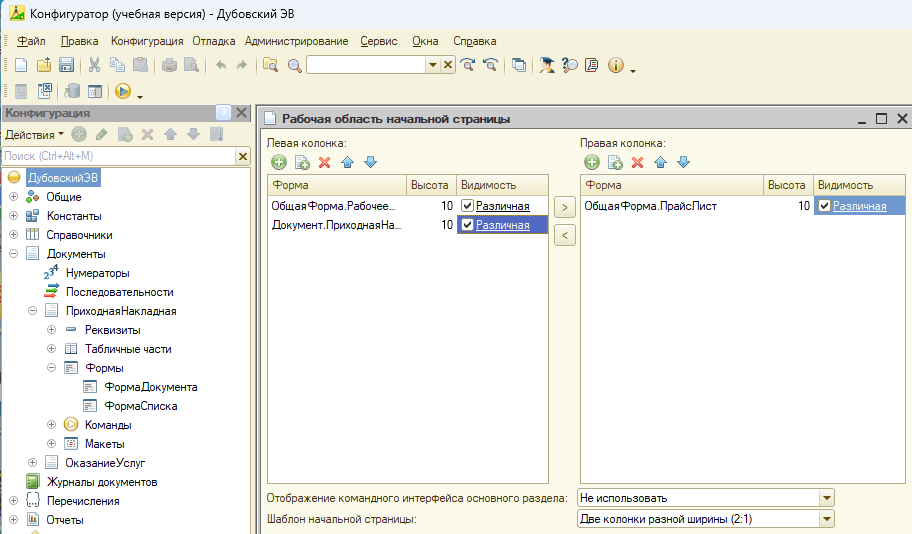 Конфигуратор (учебная версия) - Дубовский ЭВ
Файл Правка Конфигурация Отладка Администрирование Сервис Окна Справка
Конфигурация
Действия
Поиск (Ctrl+Alt+M)
ДубовскийЭВ
Общие
Константы
Справочники
Документы
Нумераторы
Последовательности
ПриходнаяНакладная
Реквизиты
Табличные части
Формы
ФормаДокумента
ФормаСписка
Команды
Макеты
ОказаниеУслуг
Журналы документов
Перечисления
Отчеты
Рабочая область начальной страницы
Левая колонка:
Форма Высота Видимость
ОбщаяФорма.Рабочее... 10 Различная
Документ.ПриходнаяНа... 10 Различная
>
<
Правая колонка:
Форма Высота Видимость
ОбщаяФорма.ПрайсЛист 10 Различная
Отображение командного интерфейса основного раздела: Не использовать
Шаблон начальной страницы: Две колонки разной ширины (2:1)